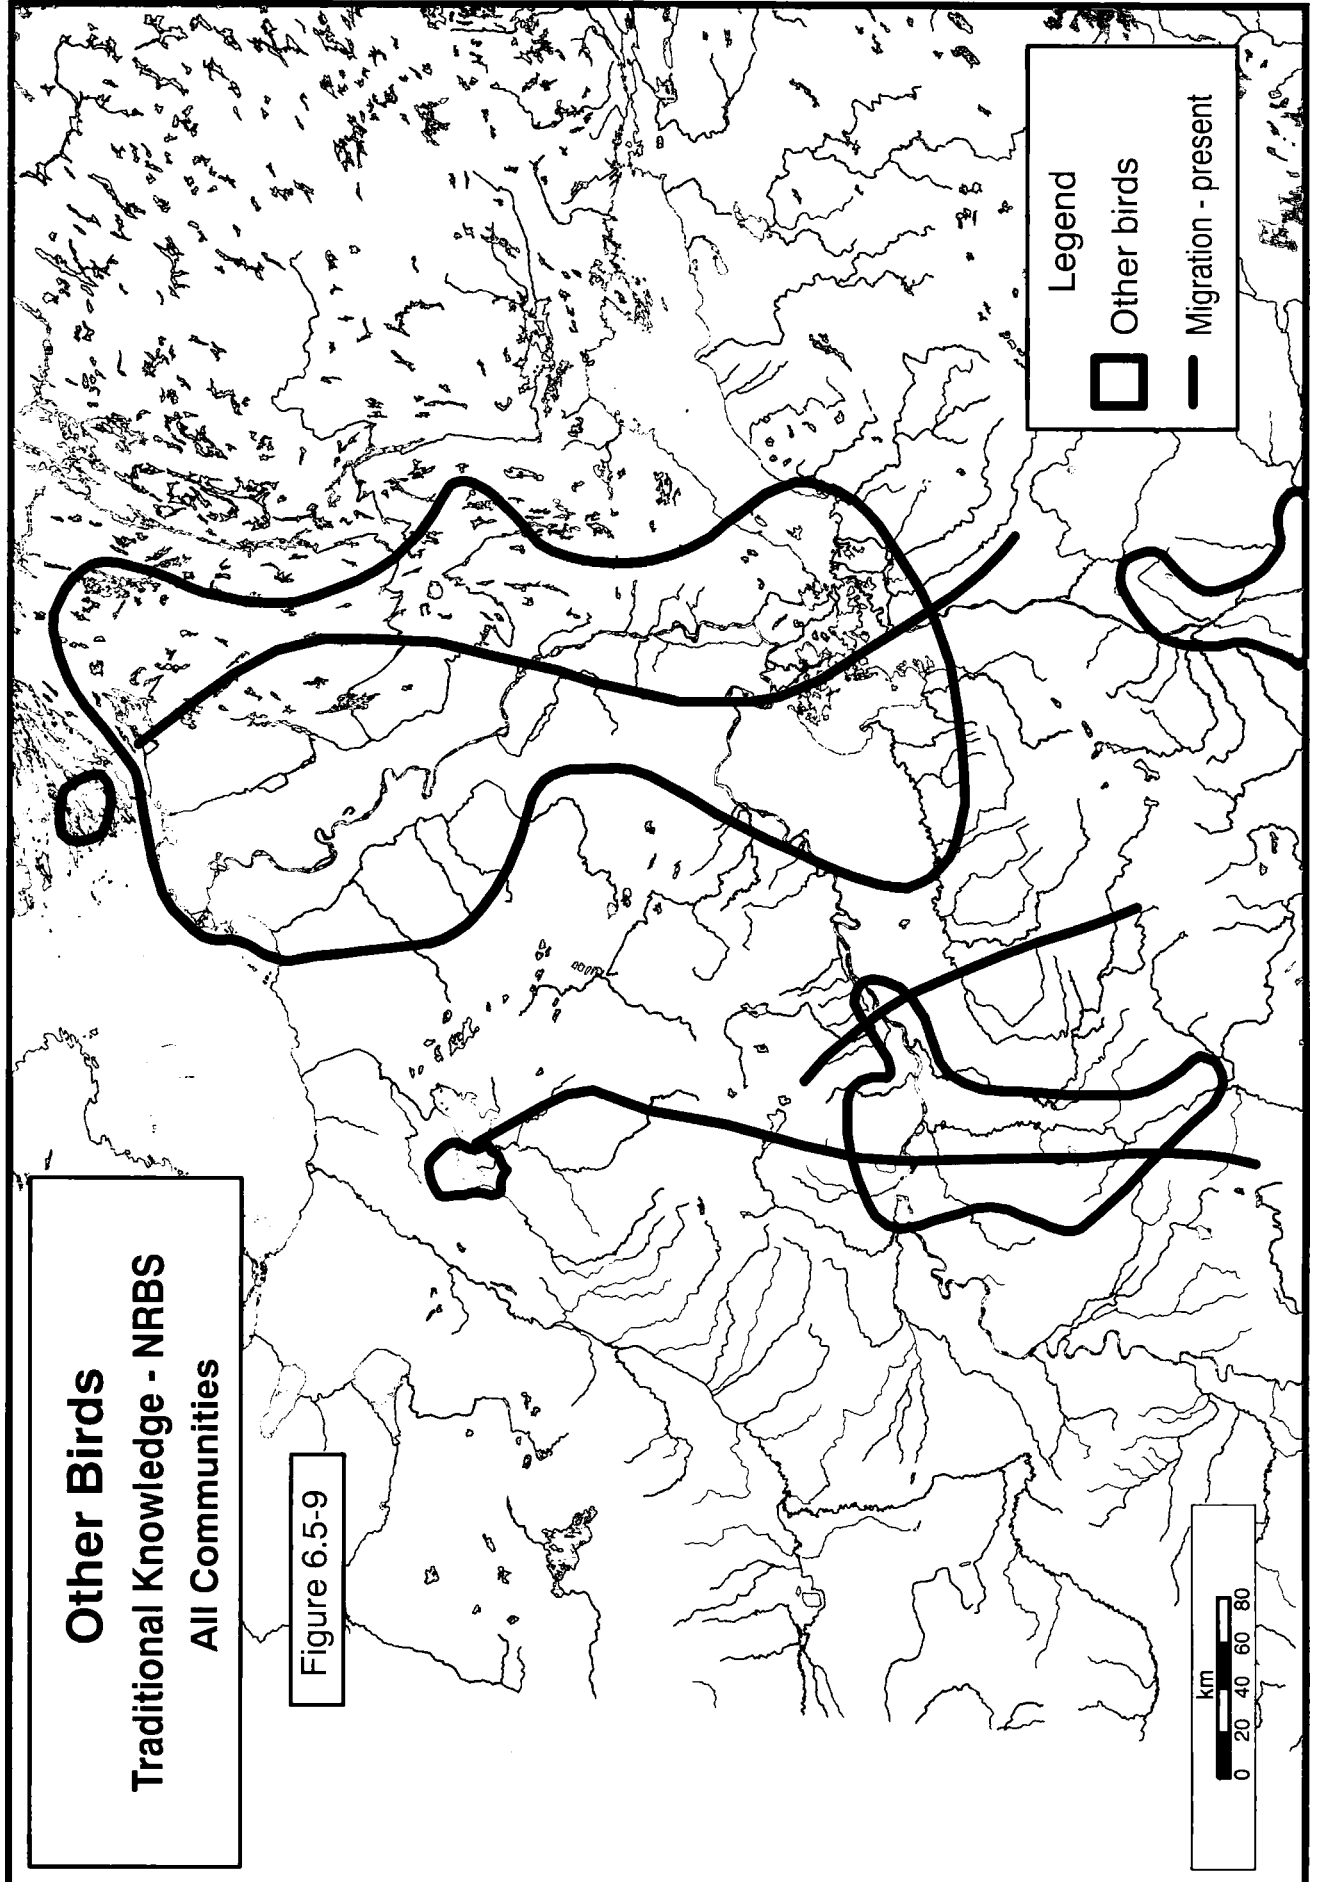 Other Birds
Traditional Knowledge - NRBS
All Communities
Figure 6.5-9
Legend
Other birds
Migration - present
km
0 20 40 60 80